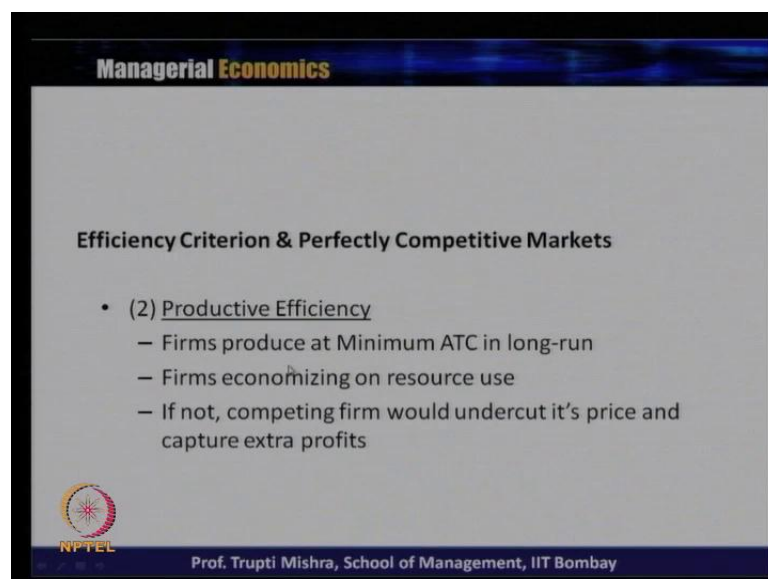 Managerial Economics
Efficiency Criterion & Perfectly Competitive Markets
• (2) Productive Efficiency
– Firms produce at Minimum ATC in long-run
– Firms economizing on resource use
– If not, competing firm would undercut it's price and
capture extra profits
NPTEL
Prof. Trupti Mishra, School of Management, IIT Bombay